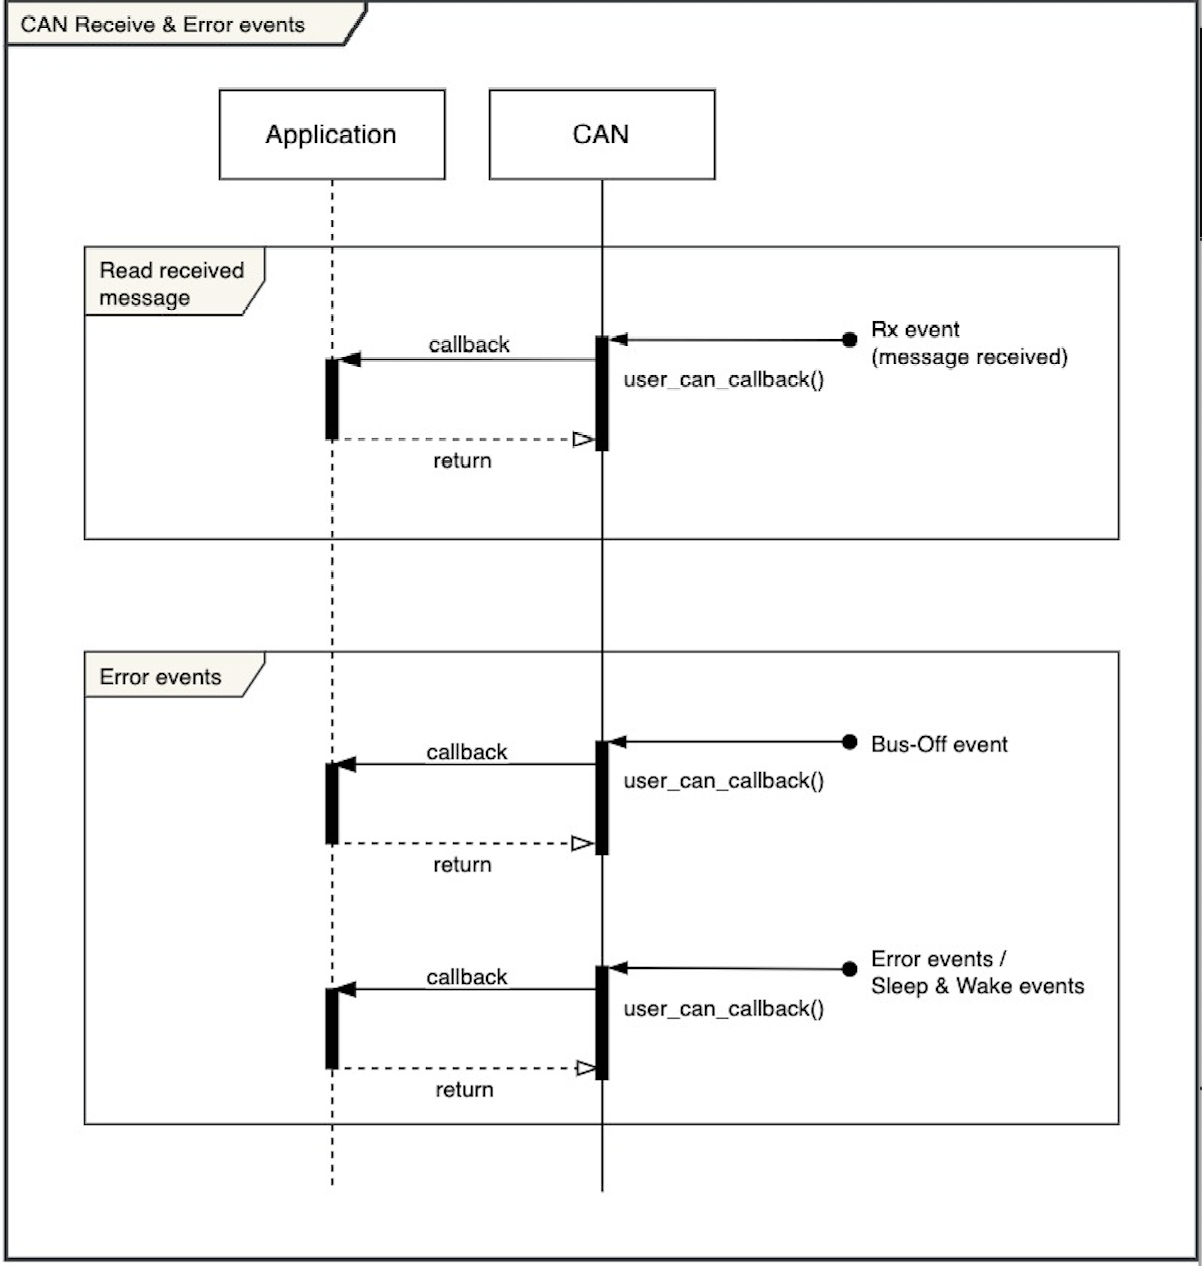 CAN Receive & Error events
Application
CAN
Read received
message
Rx event
(message received)
callback
user_can_callback()
return
Error events
Bus-Off event
callback
user_can_callback()
return
Error events /
Sleep & Wake events
callback
user_can_callback()
return